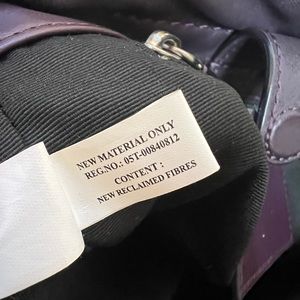 NEW MATERIAL ONLY
REG.NO.: 05T-00840812
CONTENT :
NEW RECLAIMED FIBRES